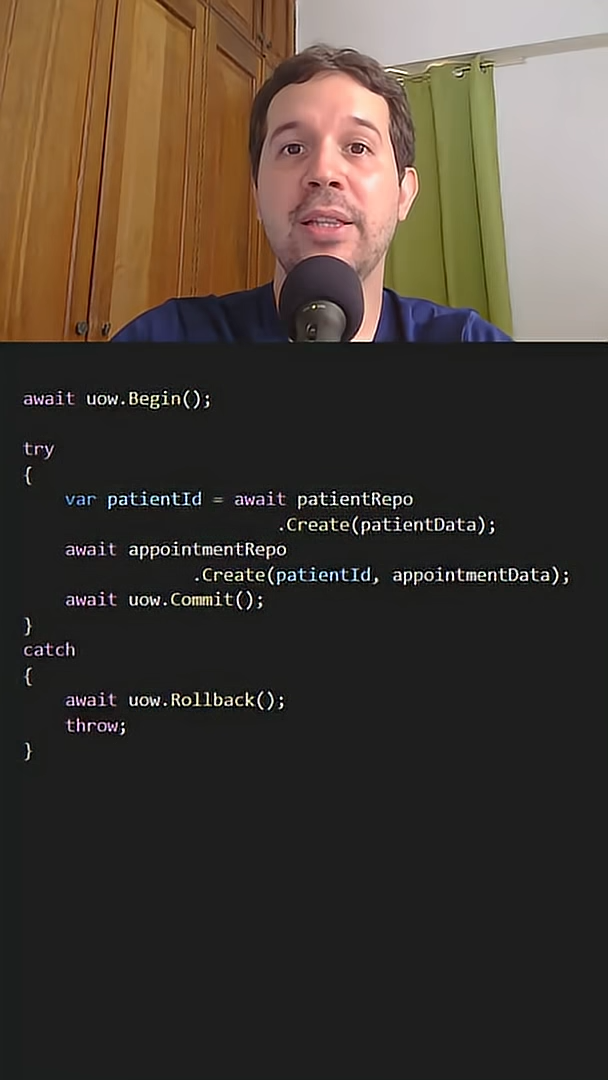 await uow.Begin();
try
{
var patientId = await patientRepo
.Create(patientData);
await appointmentRepo
.Create(patientId, appointmentData);
await uow.Commit();
}
catch
{
await uow.Rollback();
throw;
}